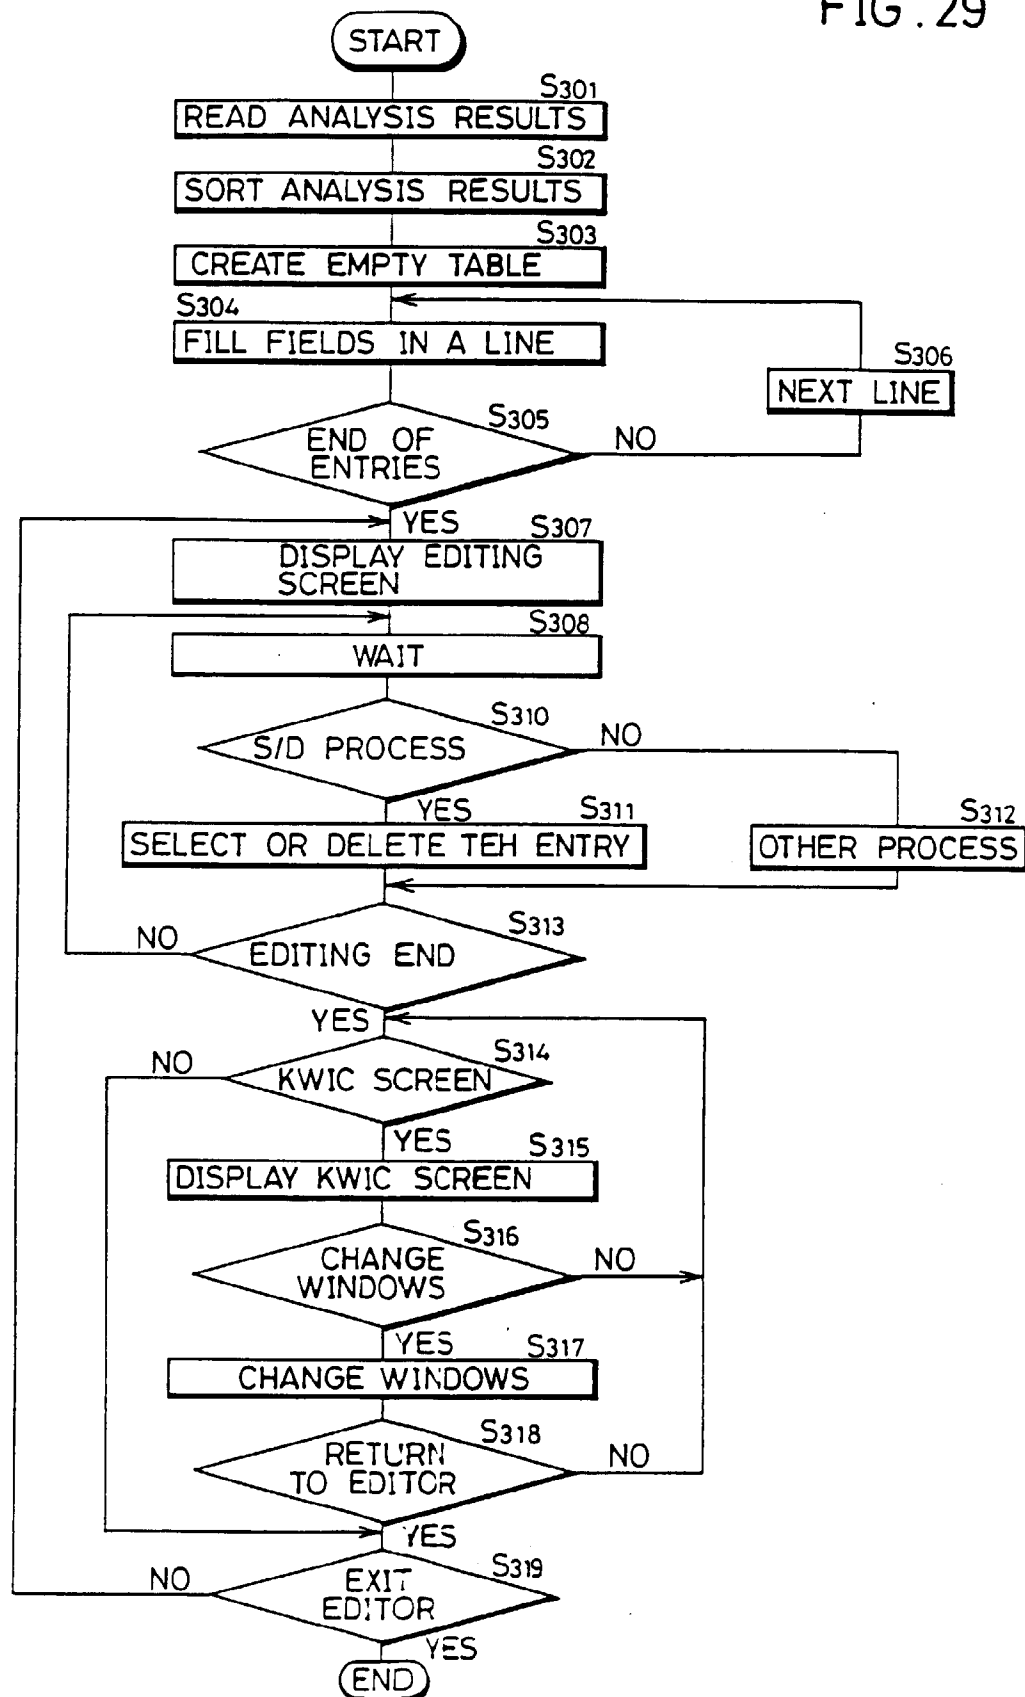 FIG. 29
START
S301
READ ANALYSIS RESULTS
S302
SORT ANALYSIS RESULTS
S303
CREATE EMPTY TABLE
S304
FILL FIELDS IN A LINE
S306
NEXT LINE
S305
END OF
ENTRIES
NO
YES
S307
DISPLAY EDITING
SCREEN
S308
WAIT
S310
S/D PROCESS
NO
YES
S311
SELECT OR DELETE TEH ENTRY
S312
OTHER PROCESS
S313
EDITING END
NO
YES
S314
KWIC SCREEN
NO
YES
S315
DISPLAY KWIC SCREEN
S316
CHANGE
WINDOWS
NO
YES
S317
CHANGE WINDOWS
S318
RETURN
TO EDITOR
NO
YES
S319
EXIT
EDITOR
NO
YES
END